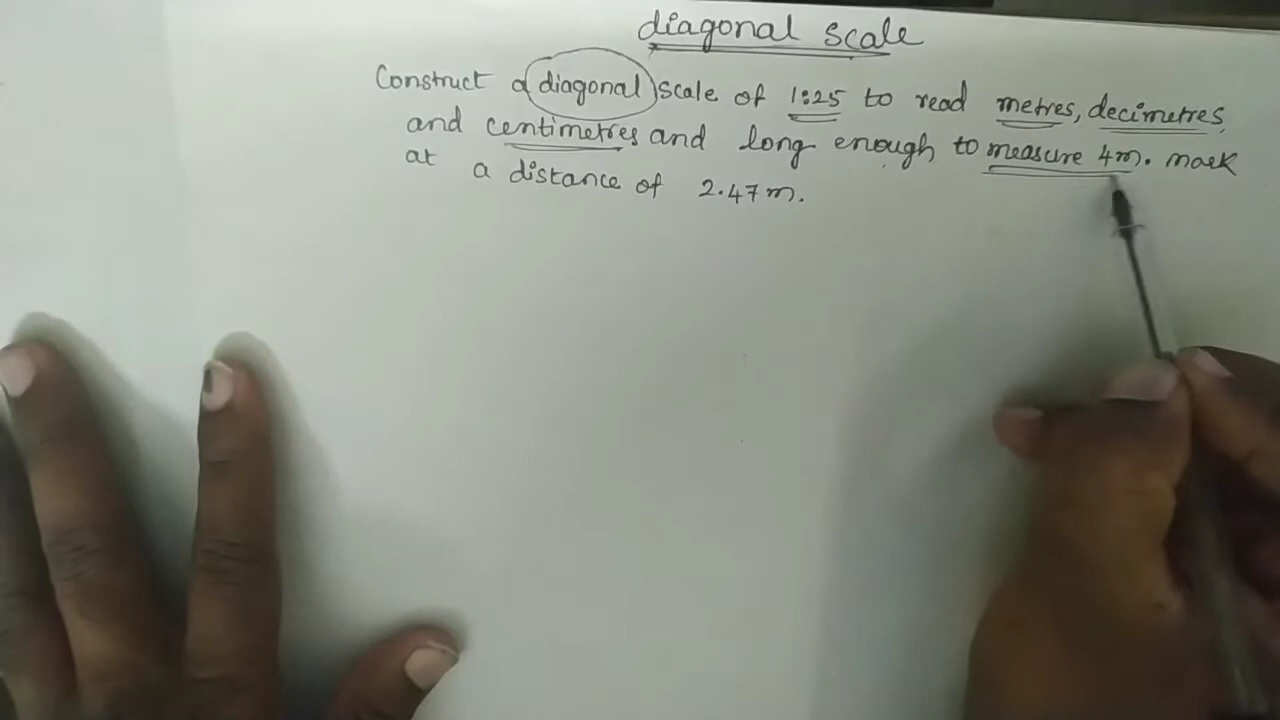 diagonal scale
Construct a diagonal scale of 1:25 to read metres, decimetres,
and centimetres and long enough to measure 4m. mark
at a distance of 2.47m.